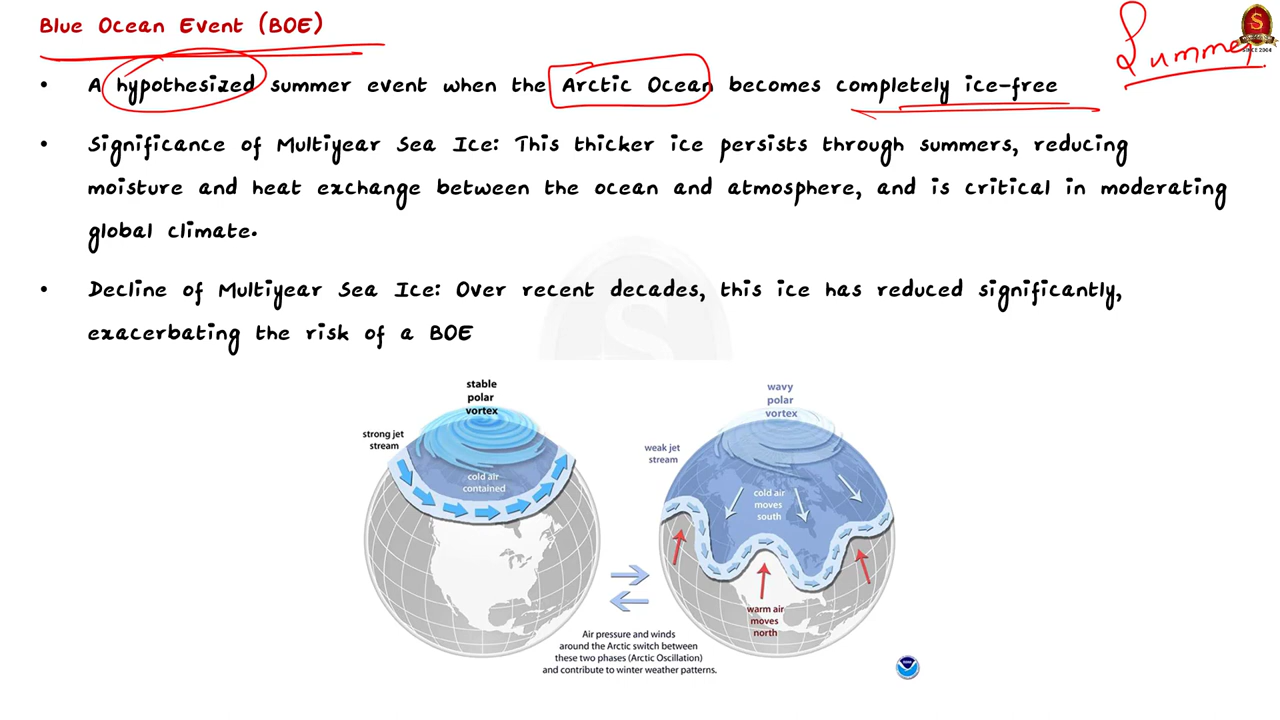 Blue Ocean Event (BOE)
Summer
SINCE 2004
• A hypothesized summer event when the Arctic Ocean becomes completely ice-free
• Significance of Multiyear Sea Ice: This thicker ice persists through summers, reducing
moisture and heat exchange between the ocean and atmosphere, and is critical in moderating
global climate.
• Decline of Multiyear Sea Ice: Over recent decades, this ice has reduced significantly,
exacerbating the risk of a BOE
stable
polar
vortex
strong jet
stream
cold air
contained
wavy
polar
vortex
weak jet
stream
cold air
moves
south
warm air
moves
north
Air pressure and winds
around the Arctic switch between
these two phases (Arctic Oscillation)
and contribute to winter weather patterns.